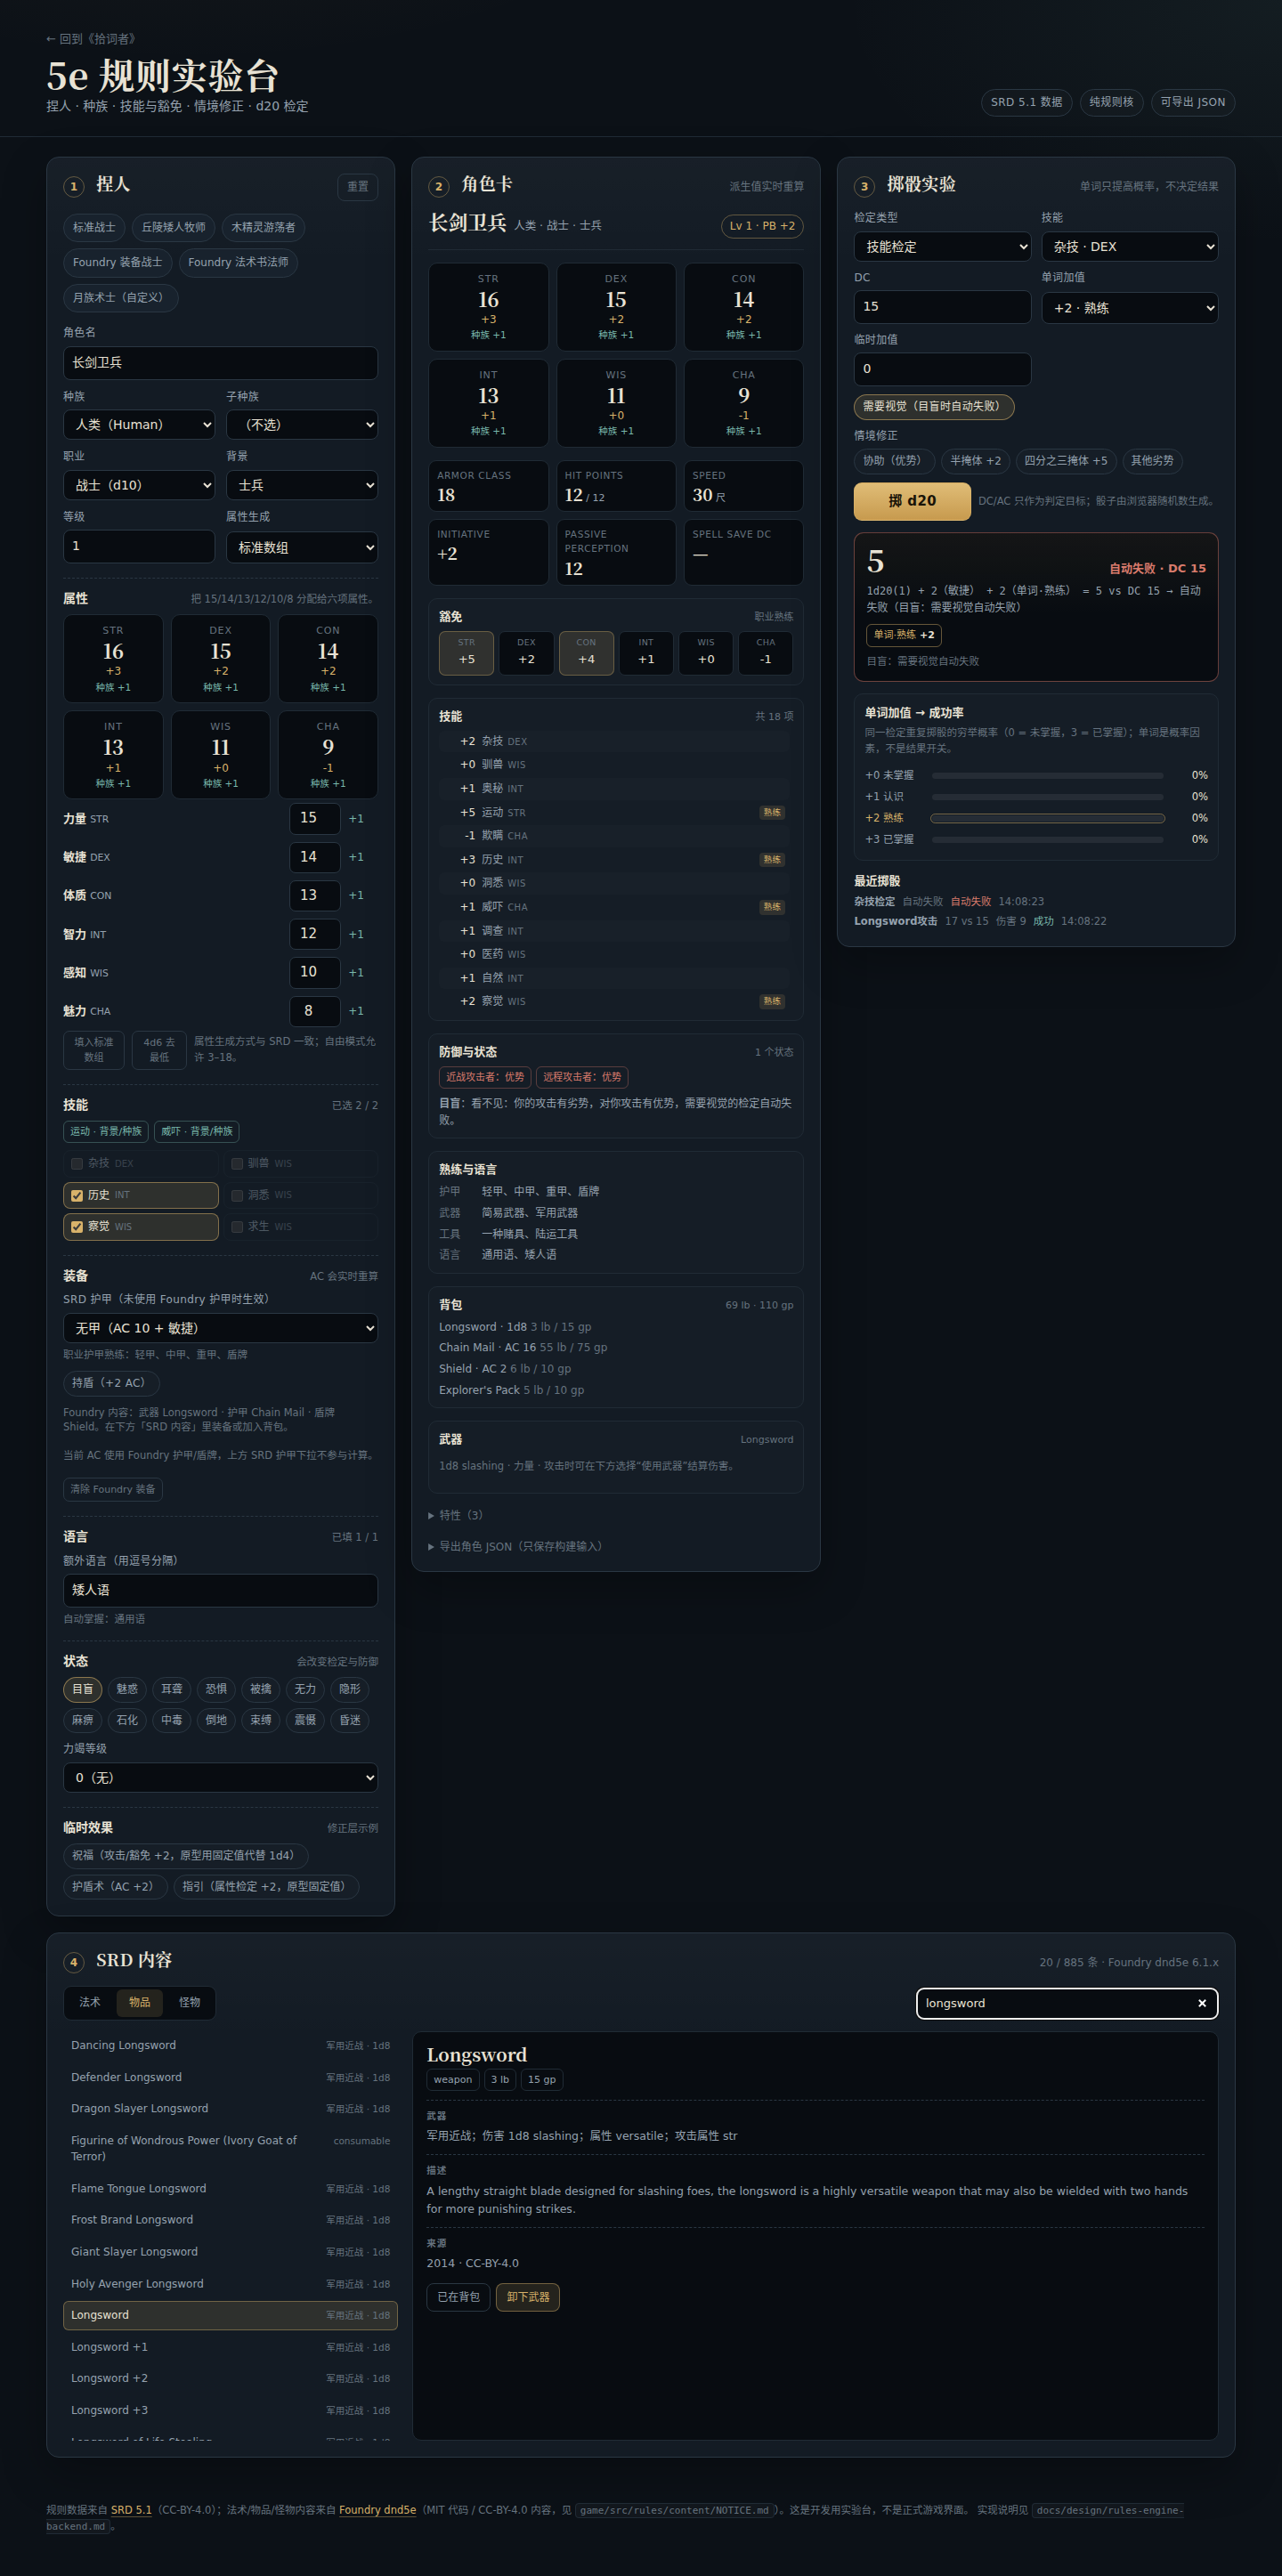 ← 回到《拾词者》
5e 规则实验台
捏人 · 种族 · 技能与豁免 · 情境修正 · d20 检定
SRD 5.1 数据
纯规则核
可导出 JSON
1 捏人
重置
标准战士
丘陵矮人牧师
木精灵游荡者
Foundry 装备战士
Foundry 法术书法师
月族术士（自定义）
角色名
长剑卫兵
种族
子种族
人类（Human）
（不选）
职业
背景
战士（d10）
士兵
等级
属性生成
1
标准数组
属性
把 15/14/13/12/10/8 分配给六项属性。
STR
16
+3
种族 +1
DEX
15
+2
种族 +1
CON
14
+2
种族 +1
INT
13
+1
种族 +1
WIS
11
+0
种族 +1
CHA
9
-1
种族 +1
力量 STR 15 +1
敏捷 DEX 14 +1
体质 CON 13 +1
智力 INT 12 +1
感知 WIS 10 +1
魅力 CHA 8 +1
填入标准
数组
4d6 去
最低
属性生成方式与 SRD 一致；自由模式允
许 3–18。
技能
已选 2 / 2
运动 · 背景/种族
威吓 · 背景/种族
杂技 DEX
驯兽 WIS
历史 INT
洞悉 WIS
察觉 WIS
求生 WIS
装备
AC 会实时重算
SRD 护甲（未使用 Foundry 护甲时生效）
无甲（AC 10 + 敏捷）
职业护甲熟练：轻甲、中甲、重甲、盾牌
持盾（+2 AC）
Foundry 内容：武器 Longsword · 护甲 Chain Mail · 盾牌
Shield。在下方「SRD 内容」里装备或加入背包。
当前 AC 使用 Foundry 护甲/盾牌，上方 SRD 护甲下拉不参与计算。
清除 Foundry 装备
语言
已填 1 / 1
额外语言（用逗号分隔）
矮人语
自动掌握：通用语
状态
会改变检定与防御
目盲
魅惑
耳聋
恐惧
被擒
无力
隐形
麻痹
石化
中毒
倒地
束缚
震慑
昏迷
力竭等级
0（无）
临时效果
修正层示例
祝福（攻击/豁免 +2，原型用固定值代替 1d4）
护盾术（AC +2）
指引（属性检定 +2，原型固定值）
2 角色卡
派生值实时重算
长剑卫兵 人类 · 战士 · 士兵
Lv 1 · PB +2
STR
16
+3
种族 +1
DEX
15
+2
种族 +1
CON
14
+2
种族 +1
INT
13
+1
种族 +1
WIS
11
+0
种族 +1
CHA
9
-1
种族 +1
ARMOR CLASS
18
HIT POINTS
12 / 12
SPEED
30 尺
INITIATIVE
+2
PASSIVE
PERCEPTION
12
SPELL SAVE DC
—
豁免
职业熟练
STR
+5
DEX
+2
CON
+4
INT
+1
WIS
+0
CHA
-1
技能
共 18 项
+2 杂技 DEX
+0 驯兽 WIS
+1 奥秘 INT
+5 运动 STR 熟练
-1 欺瞒 CHA
+3 历史 INT 熟练
+0 洞悉 WIS
+1 威吓 CHA 熟练
+1 调查 INT
+0 医药 WIS
+1 自然 INT
+2 察觉 WIS 熟练
防御与状态
1 个状态
近战攻击者：优势
远程攻击者：优势
目盲：看不见：你的攻击有劣势，对你攻击有优势，需要视觉的检定自动失
败。
熟练与语言
护甲 轻甲、中甲、重甲、盾牌
武器 简易武器、军用武器
工具 一种赌具、陆运工具
语言 通用语、矮人语
背包
69 lb · 110 gp
Longsword · 1d8 3 lb / 15 gp
Chain Mail · AC 16 55 lb / 75 gp
Shield · AC 2 6 lb / 10 gp
Explorer's Pack 5 lb / 10 gp
武器
Longsword
1d8 slashing · 力量 · 攻击时可在下方选择“使用武器”结算伤害。
▶ 特性（3）
▶ 导出角色 JSON（只保存构建输入）
3 掷骰实验
单词只提高概率，不决定结果
检定类型
技能
技能检定
杂技 · DEX
DC
单词加值
15
+2 · 熟练
临时加值
0
需要视觉（目盲时自动失败）
情境修正
协助（优势）
半掩体 +2
四分之三掩体 +5
其他劣势
掷 d20
DC/AC 只作为判定目标；骰子由浏览器随机数生成。
5
自动失败 · DC 15
1d20(1) + 2（敏捷） + 2（单词·熟练） = 5 vs DC 15 → 自动
失败（目盲：需要视觉自动失败）
单词·熟练 +2
目盲：需要视觉自动失败
单词加值 → 成功率
同一检定重复掷骰的穷举概率（0 = 未掌握，3 = 已掌握）；单词是概率因
素，不是结果开关。
+0 未掌握 0%
+1 认识 0%
+2 熟练 0%
+3 已掌握 0%
最近掷骰
杂技检定 自动失败 自动失败 14:08:23
Longsword攻击 17 vs 15 伤害 9 成功 14:08:22
4 SRD 内容
20 / 885 条 · Foundry dnd5e 6.1.x
法术
物品
怪物
longsword ×
Dancing Longsword 军用近战 · 1d8
Defender Longsword 军用近战 · 1d8
Dragon Slayer Longsword 军用近战 · 1d8
Figurine of Wondrous Power (Ivory Goat of
Terror) consumable
Flame Tongue Longsword 军用近战 · 1d8
Frost Brand Longsword 军用近战 · 1d8
Giant Slayer Longsword 军用近战 · 1d8
Holy Avenger Longsword 军用近战 · 1d8
Longsword 军用近战 · 1d8
Longsword +1 军用近战 · 1d8
Longsword +2 军用近战 · 1d8
Longsword +3 军用近战 · 1d8
Longsword of Life Stealing 军用近战 · 1d8
Longsword
weapon
3 lb
15 gp
武器
军用近战；伤害 1d8 slashing；属性 versatile；攻击属性 str
描述
A lengthy straight blade designed for slashing foes, the longsword is a highly versatile weapon that may also be wielded with two hands
for more punishing strikes.
来源
2014 · CC-BY-4.0
已在背包
卸下武器
规则数据来自 SRD 5.1（CC-BY-4.0）；法术/物品/怪物内容来自 Foundry dnd5e（MIT 代码 / CC-BY-4.0 内容，见 game/src/rules/content/NOTICE.md）。这是开发用实验台，不是正式游戏界面。 实现说明见 docs/design/rules-engine-
backend.md。